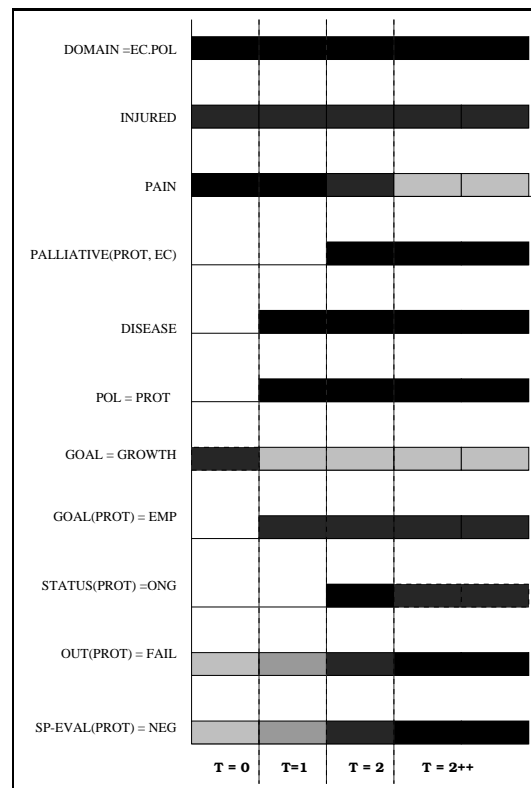 DOMAIN =EC.POL
INJURED
PAIN
PALLIATIVE(PROT, EC)
DISEASE
POL = PROT
GOAL = GROWTH
GOAL(PROT) = EMP
STATUS(PROT) =ONG
OUT(PROT) = FAIL
SP-EVAL(PROT) = NEG
T = 0 T=1 T = 2 T = 2++